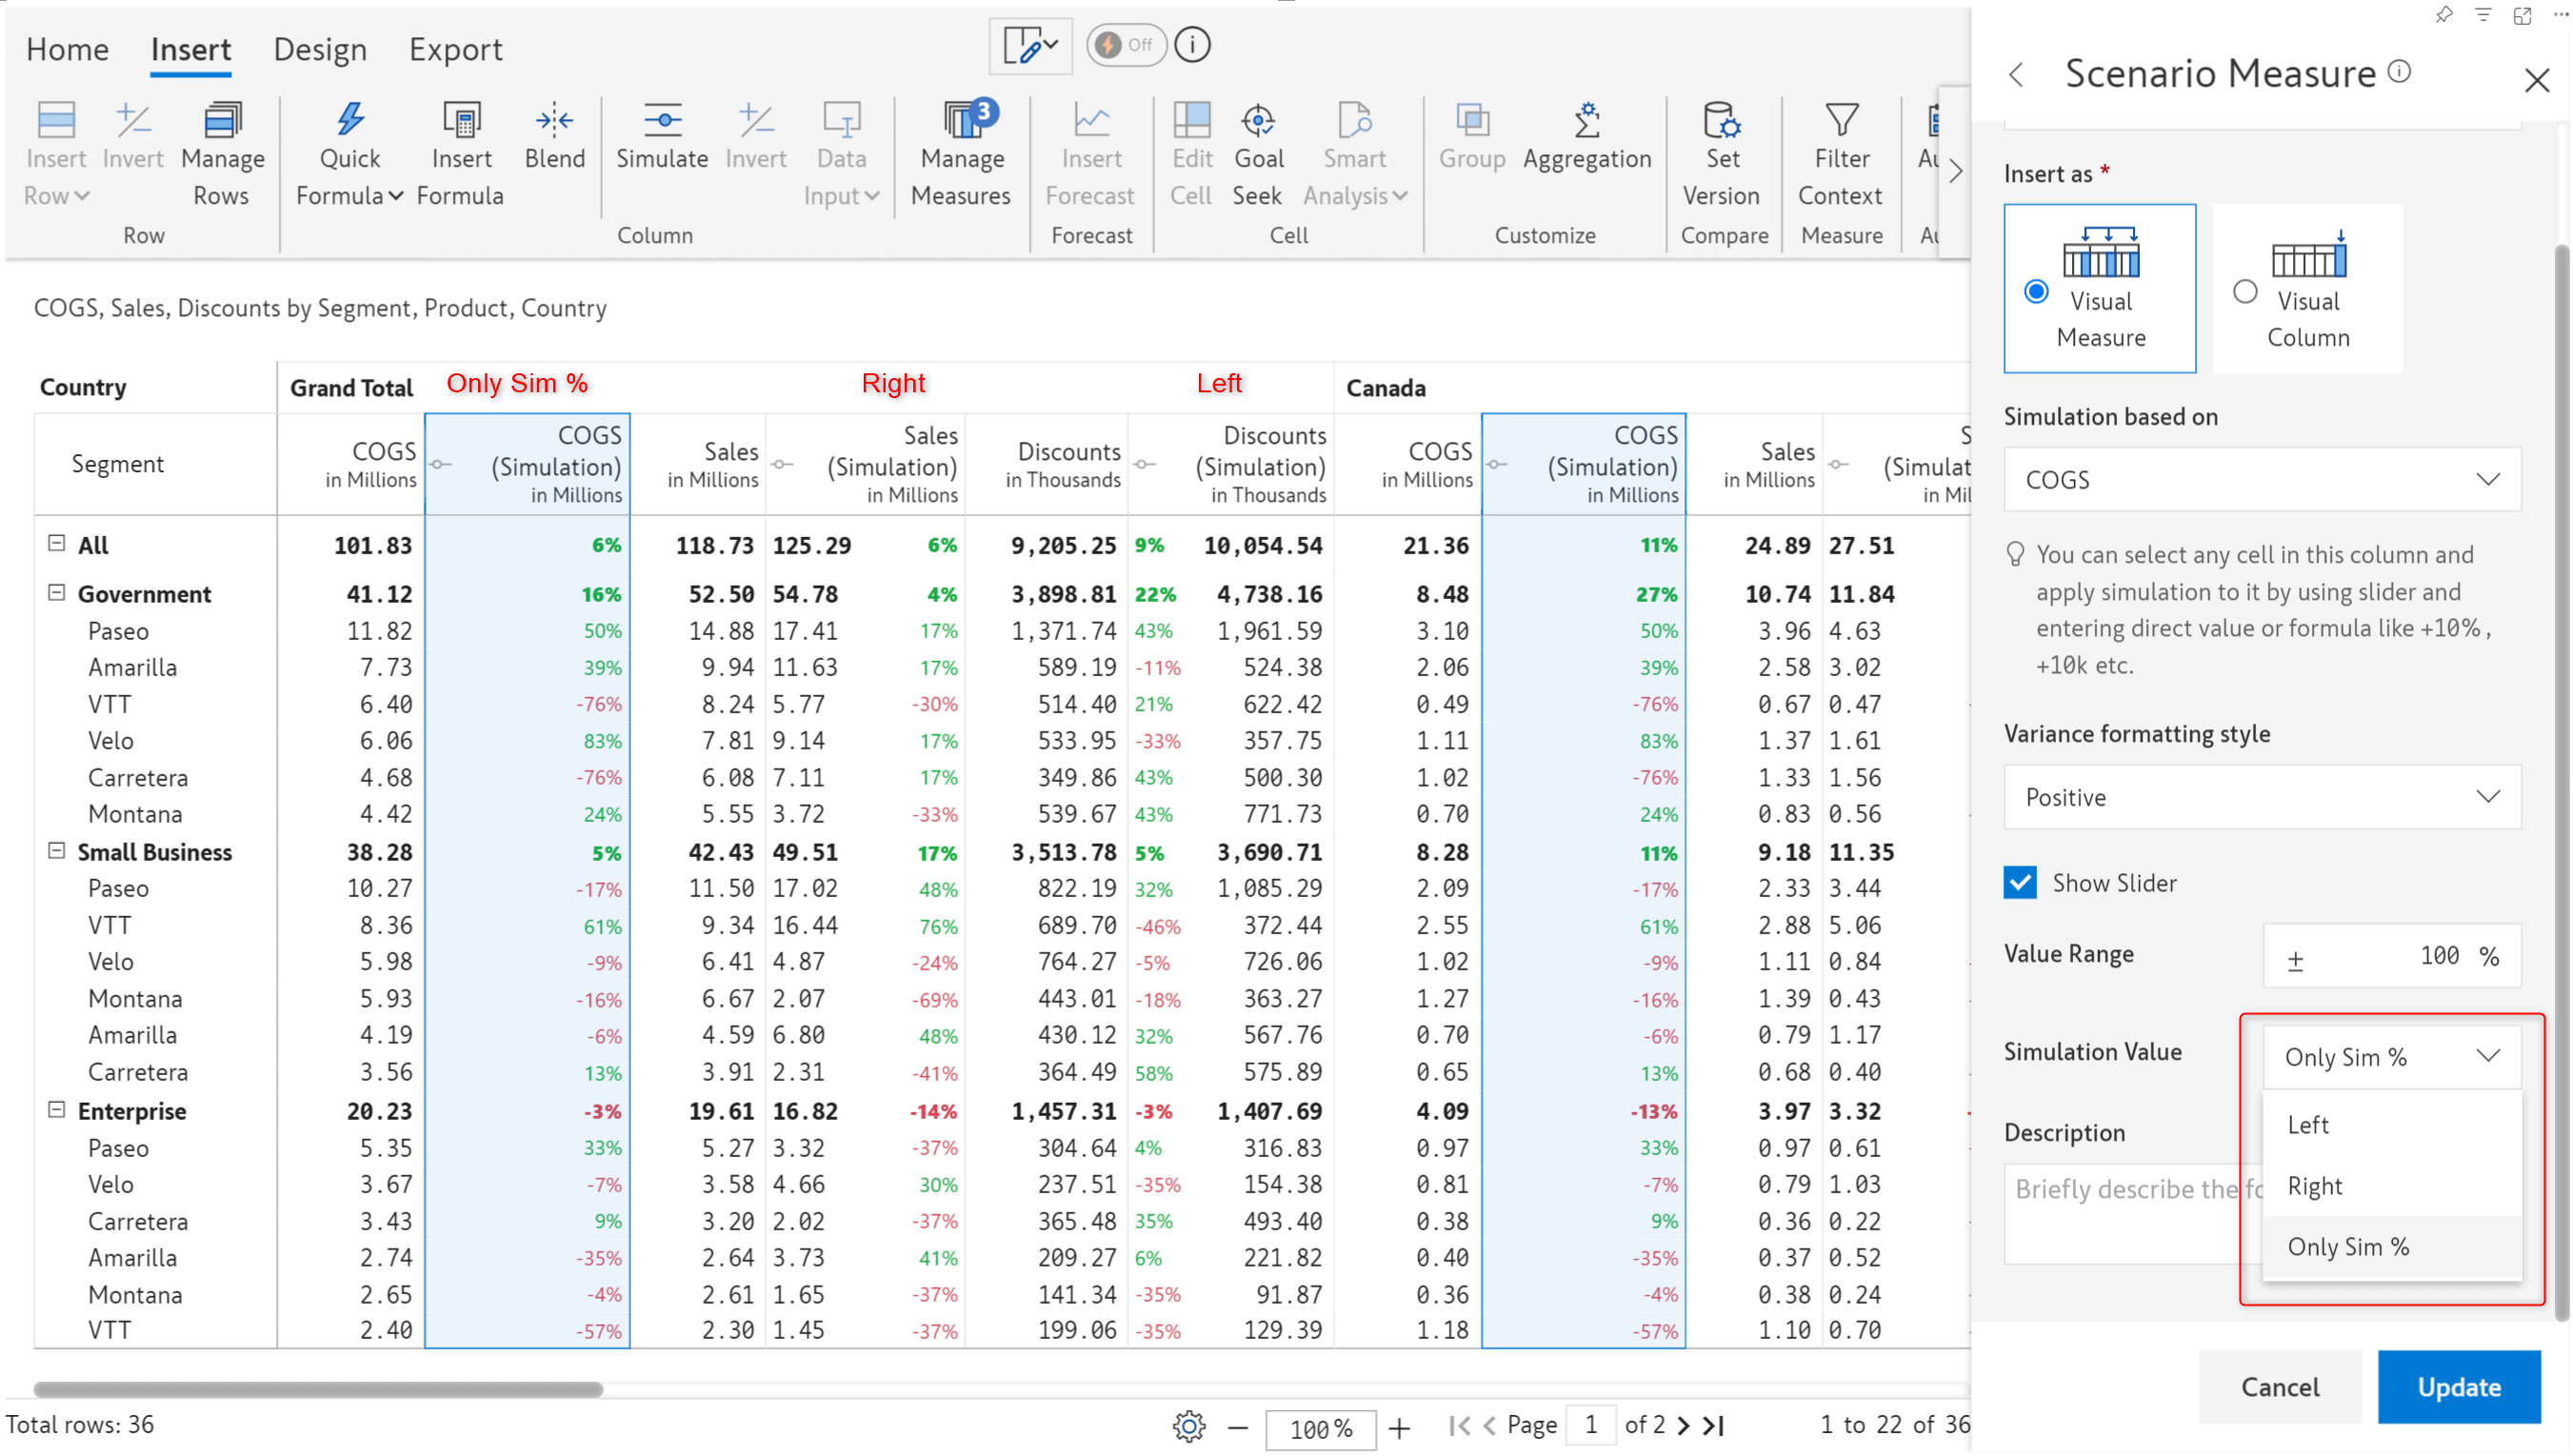 Home Insert Design Export Off
Insert Row Invert Manage Rows Quick Formula Insert Formula Blend Simulate Invert Data Input Manage Measures 3 Insert Forecast Edit Cell Goal Seek Smart Analysis Group Aggregation Set Version Filter Context
Row Column Forecast Cell Customize Compare Measure
COGS, Sales, Discounts by Segment, Product, Country
Country Grand Total Only Sim % Right Left Canada
Segment COGS in Millions COGS (Simulation) in Millions Sales in Millions Sales (Simulation) in Millions Discounts in Thousands Discounts (Simulation) in Thousands COGS in Millions COGS (Simulation) in Millions Sales in Millions
All 101.83 6% 118.73 125.29 6% 9,205.25 9% 10,054.54 21.36 11% 24.89 27.51
Government 41.12 16% 52.50 54.78 4% 3,898.81 22% 4,738.16 8.48 27% 10.74 11.84
Paseo 11.82 50% 14.88 17.41 17% 1,371.74 43% 1,961.59 3.10 50% 3.96 4.63
Amarilla 7.73 39% 9.94 11.63 17% 589.19 -11% 524.38 2.06 39% 2.58 3.02
VTT 6.40 -76% 8.24 5.77 -30% 514.40 21% 622.42 0.49 -76% 0.67 0.47
Velo 6.06 83% 7.81 9.14 17% 533.95 -33% 357.75 1.11 83% 1.37 1.61
Carretera 4.68 -76% 6.08 7.11 17% 349.86 43% 500.30 1.02 -76% 1.33 1.56
Montana 4.42 24% 5.55 3.72 -33% 539.67 43% 771.73 0.70 24% 0.83 0.56
Small Business 38.28 5% 42.43 49.51 17% 3,513.78 5% 3,690.71 8.28 11% 9.18 11.35
Paseo 10.27 -17% 11.50 17.02 48% 822.19 32% 1,085.29 2.09 -17% 2.33 3.44
VTT 8.36 61% 9.34 16.44 76% 689.70 -46% 372.44 2.55 61% 2.88 5.06
Velo 5.98 -9% 6.41 4.87 -24% 764.27 -5% 726.06 1.02 -9% 1.11 0.84
Montana 5.93 -16% 6.67 2.07 -69% 443.01 -18% 363.27 1.27 -16% 1.39 0.43
Amarilla 4.19 -6% 4.59 6.80 48% 430.12 32% 567.76 0.70 -6% 0.79 1.17
Carretera 3.56 13% 3.91 2.31 -41% 364.49 58% 575.89 0.65 13% 0.68 0.40
Enterprise 20.23 -3% 19.61 16.82 -14% 1,457.31 -3% 1,407.69 4.09 -13% 3.97 3.32
Paseo 5.35 33% 5.27 3.32 -37% 304.64 4% 316.83 0.97 33% 0.97 0.61
Velo 3.67 -7% 3.58 4.66 30% 237.51 -35% 154.38 0.81 -7% 0.79 1.03
Carretera 3.43 9% 3.20 2.02 -37% 365.48 35% 493.40 0.38 9% 0.36 0.22
Amarilla 2.74 -35% 2.64 3.73 41% 209.27 6% 221.82 0.40 -35% 0.37 0.52
Montana 2.65 -4% 2.61 1.65 -37% 141.34 -35% 91.87 0.36 -4% 0.38 0.24
VTT 2.40 -57% 2.30 1.45 -37% 199.06 -35% 129.39 1.18 -57% 1.10 0.70
Total rows: 36 100% Page 1 of 2 1 to 22 of 36
Scenario Measure
Insert as *
Visual Measure
Visual Column
Simulation based on
COGS
You can select any cell in this column and
apply simulation to it by using slider and
entering direct value or formula like +10%,
+10k etc.
Variance formatting style
Positive
Show Slider
Value Range ± 100 %
Simulation Value Only Sim %
Left
Right
Only Sim %
Description
Briefly describe the
Cancel Update